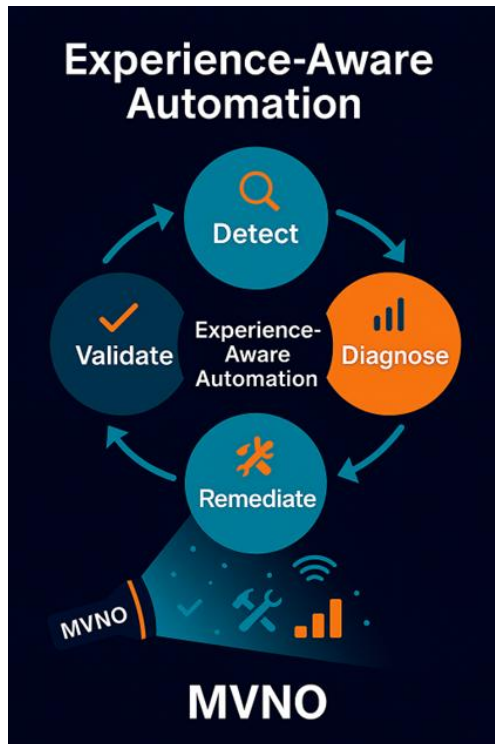 Experience-Aware
Automation
Detect
Validate
Experience-
Aware
Automation
Diagnose
Remediate
MVNO
MVNO